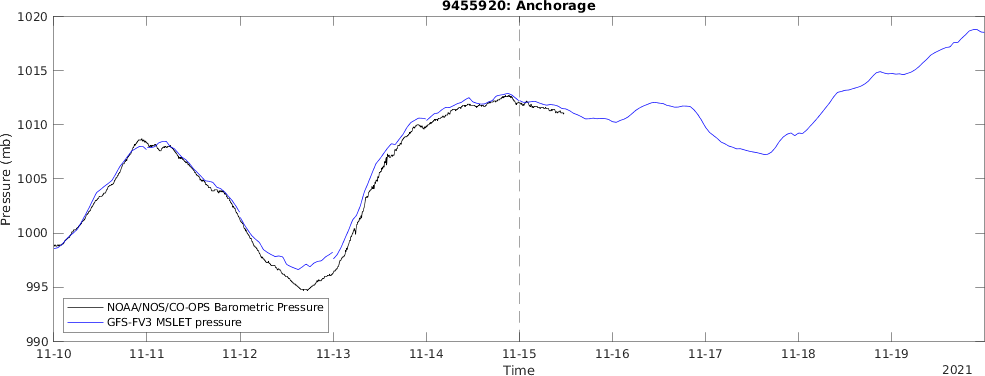 9455920: Anchorage
1020
1015
1010
1005
1000
995
990
Pressure (mb)
NOAA/NOS/CO-OPS Barometric Pressure
GFS-FV3 MSLET pressure
11-10 11-11 11-12 11-13 11-14 11-15 11-16 11-17 11-18 11-19
Time
2021